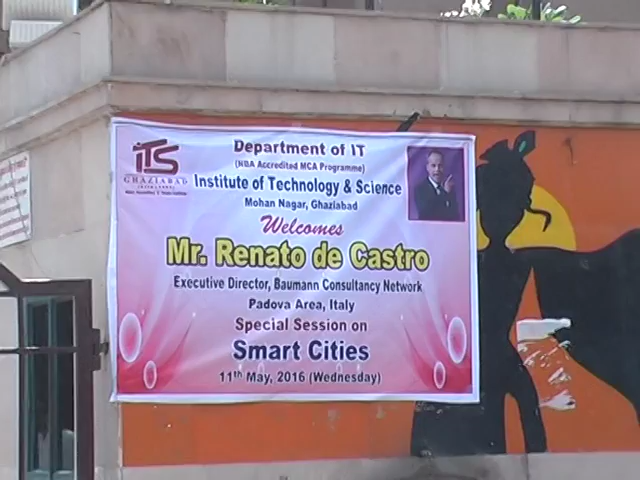 ITS
GHAZIABAD
Department of IT
(NBA Accredited MCA Programme)
Institute of Technology & Science
Mohan Nagar, Ghaziabad
Welcomes
Mr. Renato de Castro
Executive Director, Baumann Consultancy Network
Padova Area, Italy
Special Session on
Smart Cities
11th May, 2016 (Wednesday)